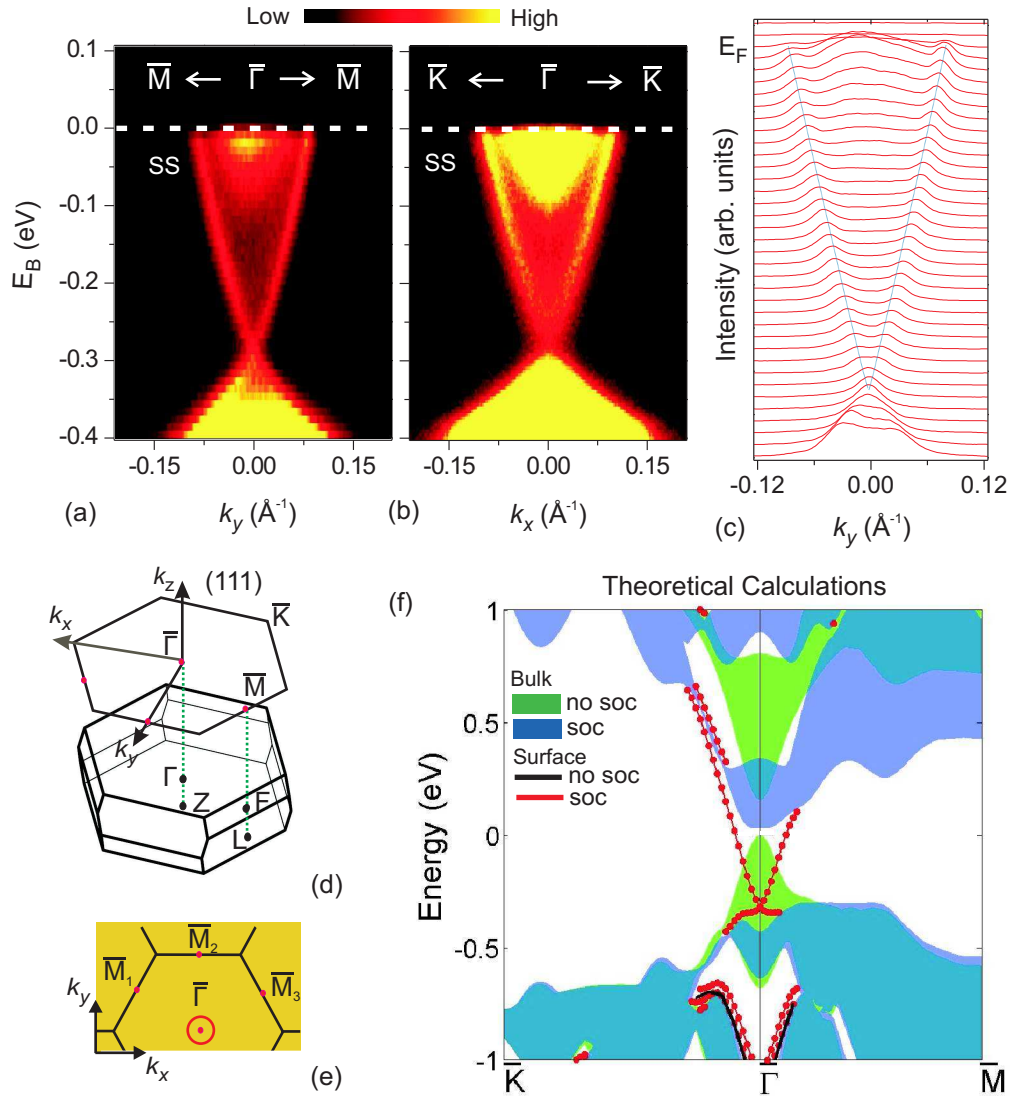 Low High
0.1
0.0
-0.1
-0.2
-0.3
-0.4
E_B (eV)
M̅ ← Γ̅ → M̅
SS
-0.15 0.00 0.15
(a) k_y (Å⁻¹)
K̅ ← Γ̅ → K̅
SS
-0.15 0.00 0.15
(b) k_x (Å⁻¹)
E_F
Intensity (arb. units)
-0.12 0.00 0.12
(c) k_y (Å⁻¹)
k_z (111)
k_x
K̅
Γ̅
M̅
k_y
Γ
Z
F
L
(d)
M̅₂
M̅₁
M̅₃
Γ̅
k_y
k_x
(e)
(f) Theoretical Calculations
1
0.5
0
-0.5
-1
Energy (eV)
Bulk
no soc
soc
Surface
no soc
soc
K̅ Γ̅ M̅